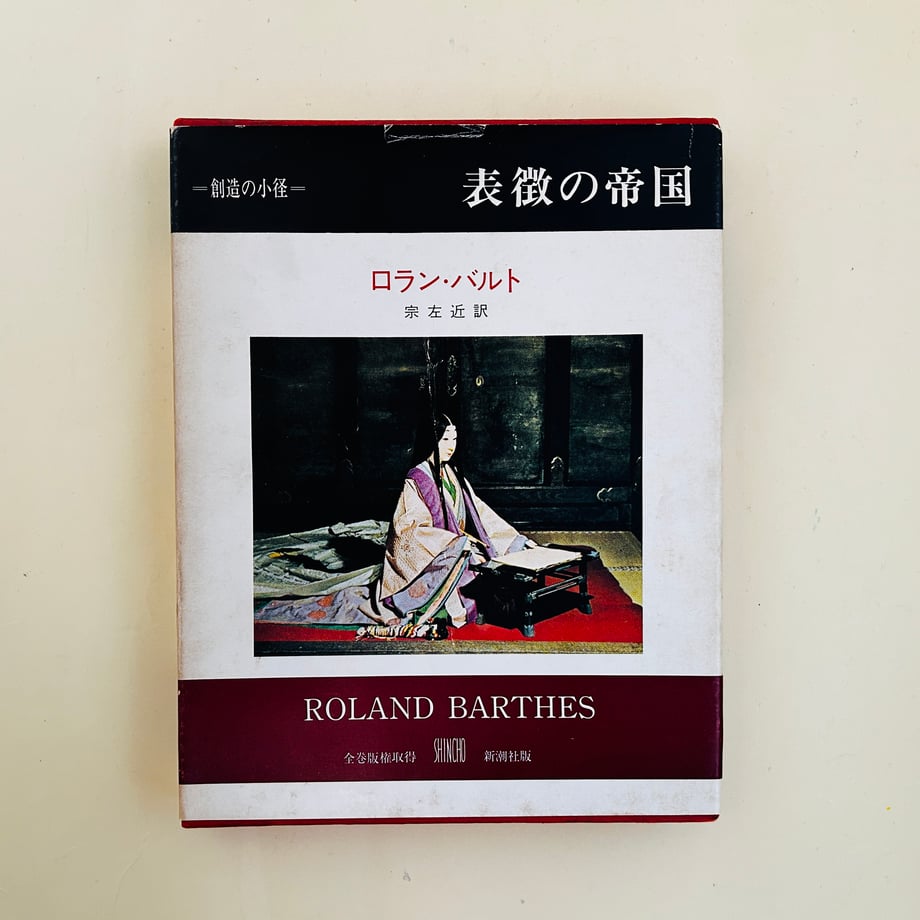 =創造の小径=
表徴の帝国
ロラン・バルト
宗左近訳
ROLAND BARTHES
全巻版権取得 SHINCHO 新潮社版